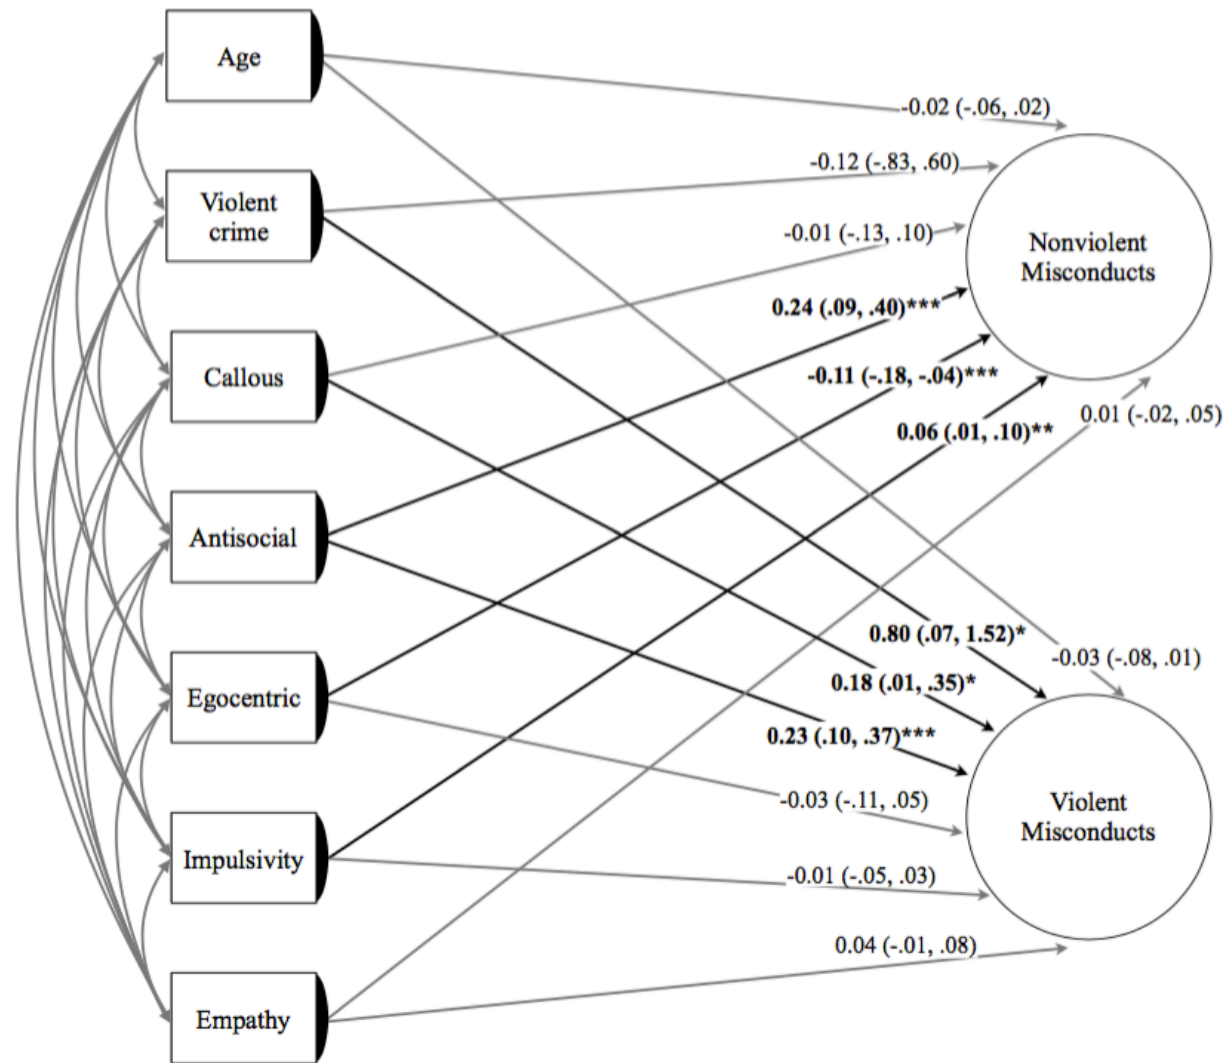 Age
-0.02 (-.06, .02)
-0.12 (-.83, .60)
Violent
crime
-0.01 (-.13, .10)
Nonviolent
Misconducts
0.24 (.09, .40)***
Callous
-0.11 (-.18, -.04)***
0.01 (-.02, .05)
0.06 (.01, .10)**
Antisocial
0.80 (.07, 1.52)*
-0.03 (-.08, .01)
0.18 (.01, .35)*
Egocentric
0.23 (.10, .37)***
-0.03 (-.11, .05)
Violent
Misconducts
Impulsivity
-0.01 (-.05, .03)
0.04 (-.01, .08)
Empathy